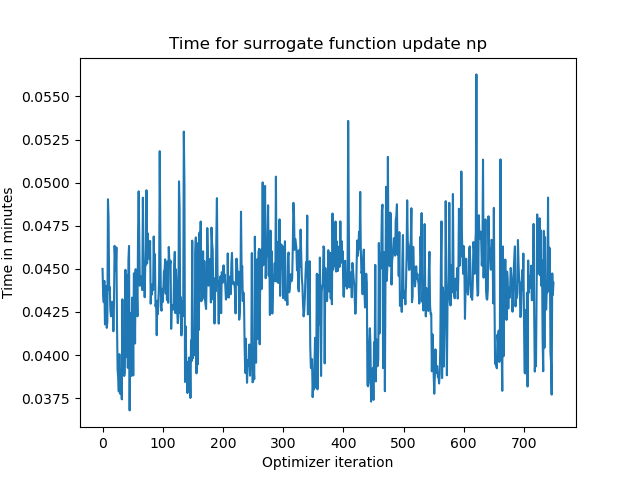 Time for surrogate function update np
0.0550
0.0525
0.0500
0.0475
0.0450
0.0425
0.0400
0.0375
Time in minutes
0 100 200 300 400 500 600 700
Optimizer iteration